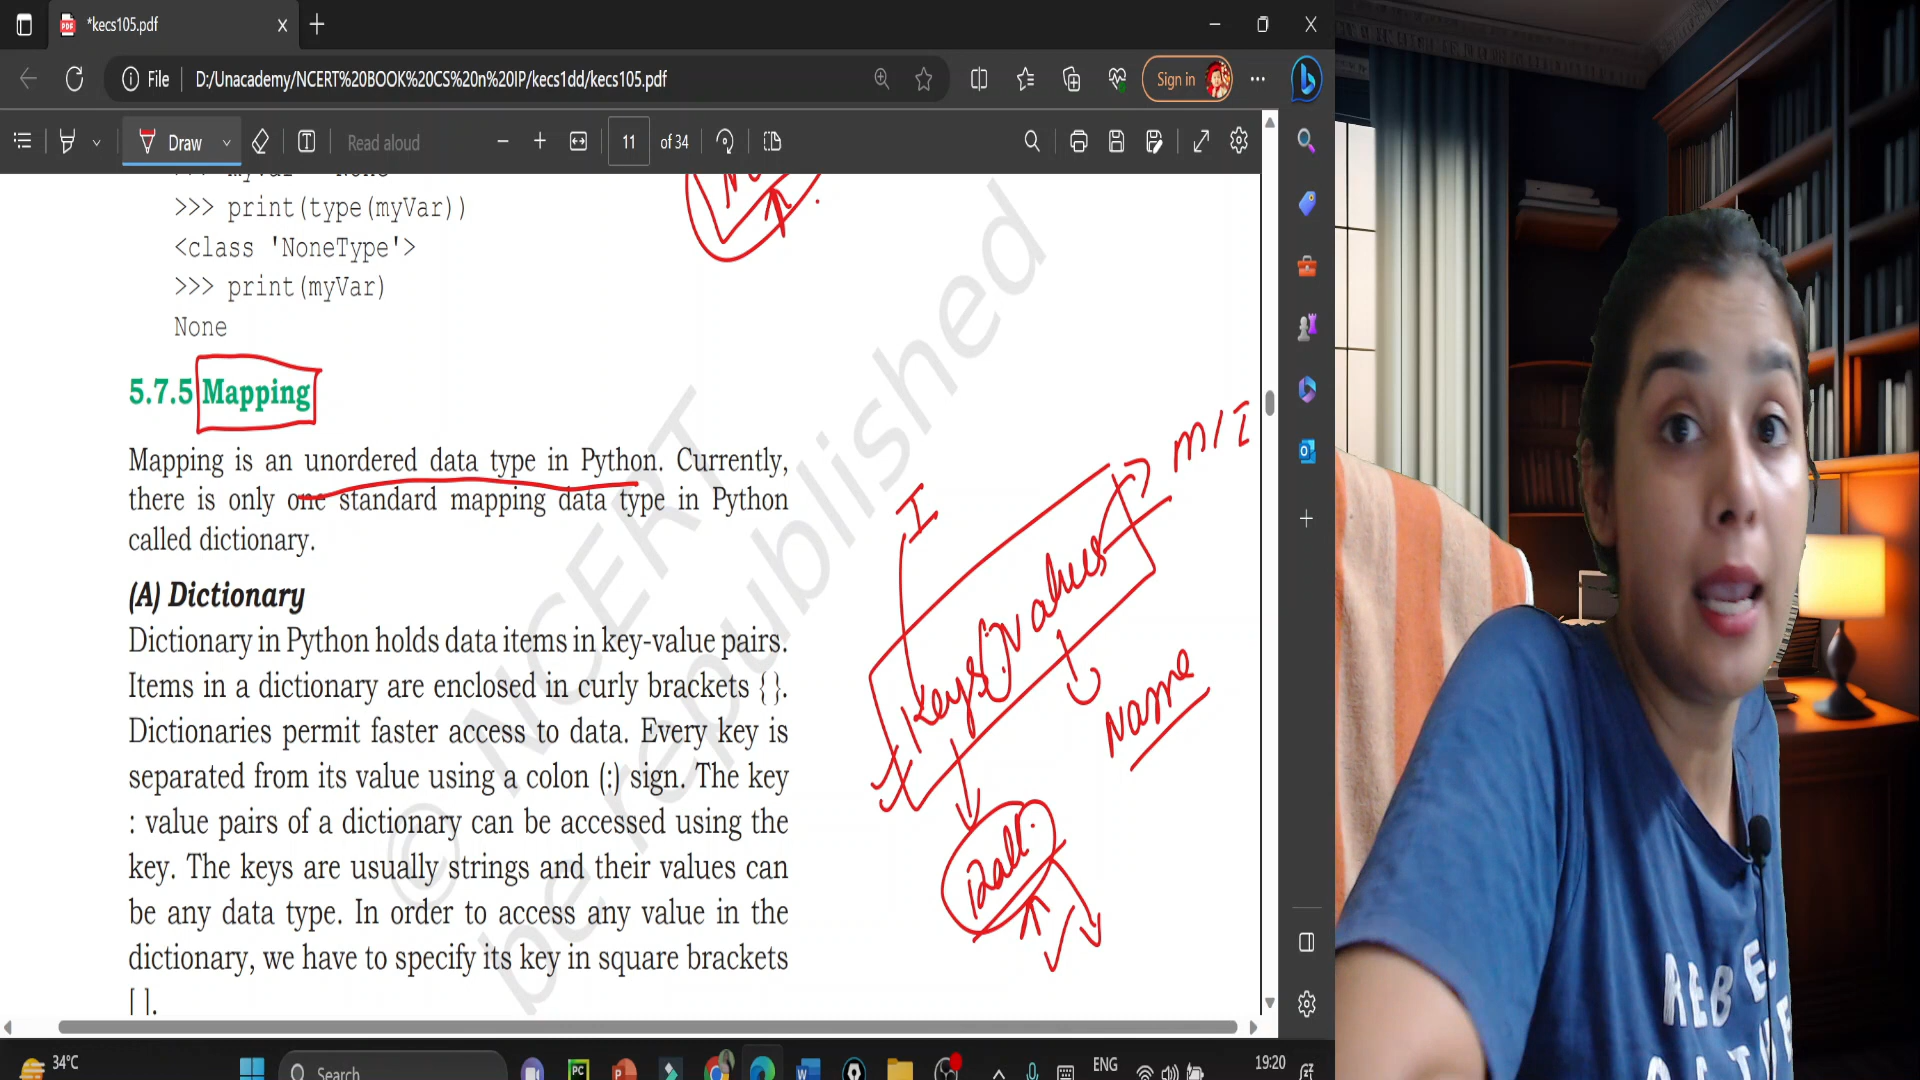 *kecs105.pdf
File
D:/Unacademy/NCERT%20BOOK%20CS%20n%20IP/kecs1dd/kecs105.pdf
Sign in
Draw
Read aloud
11
of 34
>>> print(type(myVar))
<class 'NoneType'>
>>> print(myVar)
None
5.7.5 Mapping
Mapping is an unordered data type in Python. Currently,
there is only one standard mapping data type in Python
called dictionary.
(A) Dictionary
Dictionary in Python holds data items in key-value pairs.
Items in a dictionary are enclosed in curly brackets { }.
Dictionaries permit faster access to data. Every key is
separated from its value using a colon (:) sign. The key
: value pairs of a dictionary can be accessed using the
key. The keys are usually strings and their values can
be any data type. In order to access any value in the
dictionary, we have to specify its key in square brackets
[ ].
© NCERT
be republished
M/I
I
Keys(:)values
Name
Roll
34°C
Search
ENG
19:20